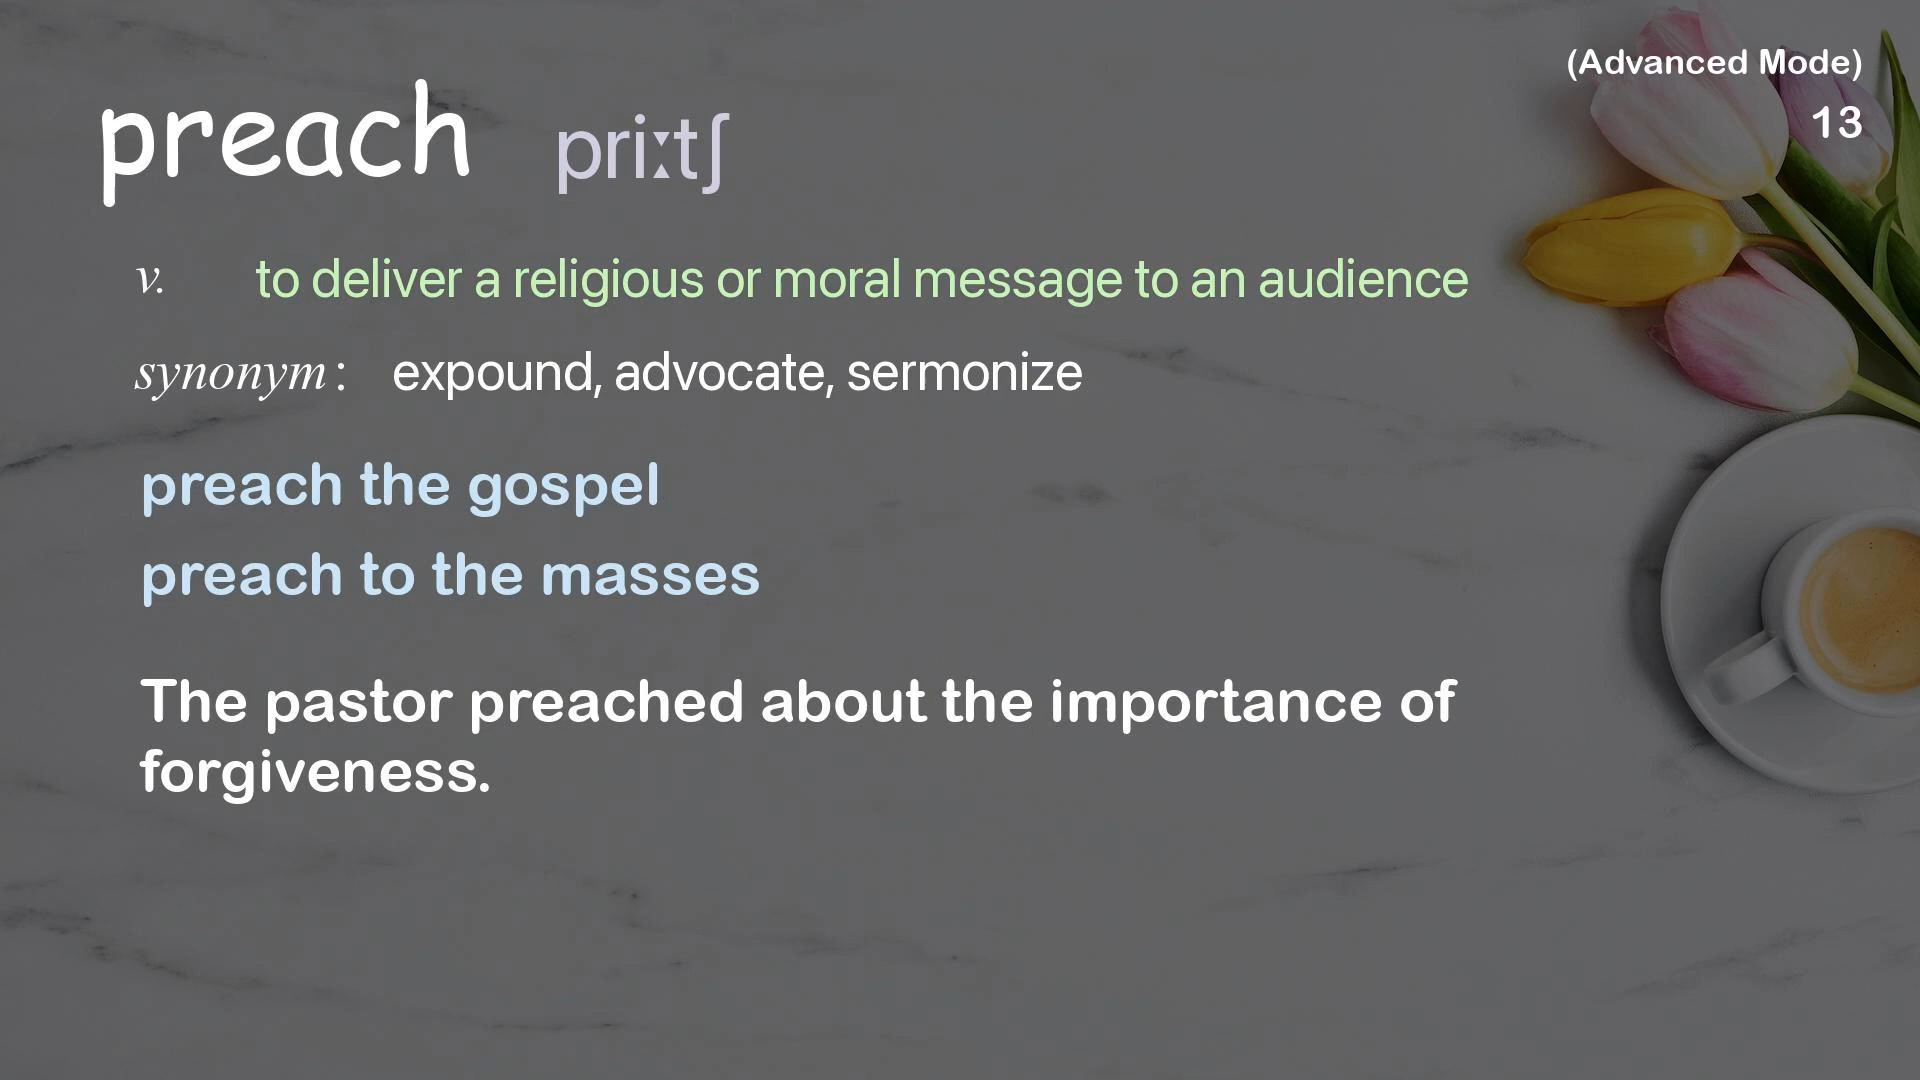 (Advanced Mode)
13
preach priːtʃ
v. to deliver a religious or moral message to an audience
synonym : expound, advocate, sermonize
preach the gospel
preach to the masses
The pastor preached about the importance of
forgiveness.